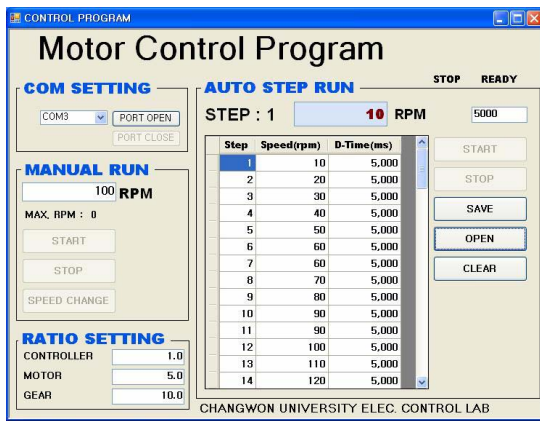 CONTROL PROGRAM
Motor Control Program
COM SETTING
COM3 PORT OPEN
PORT CLOSE
MANUAL RUN
100 RPM
MAX, RPM : 0
START
STOP
SPEED CHANGE
RATIO SETTING
CONTROLLER 1.0
MOTOR 5.0
GEAR 10.0
AUTO STEP RUN
STEP : 1 10 RPM
Step Speed(rpm) D-Time(ms)
1 10 5,000
2 20 5,000
3 30 5,000
4 40 5,000
5 50 5,000
6 60 5,000
7 60 5,000
8 70 5,000
9 80 5,000
10 90 5,000
11 90 5,000
12 100 5,000
13 110 5,000
14 120 5,000
STOP READY
5000
START
STOP
SAVE
OPEN
CLEAR
CHANGWON UNIVERSITY ELEC. CONTROL LAB